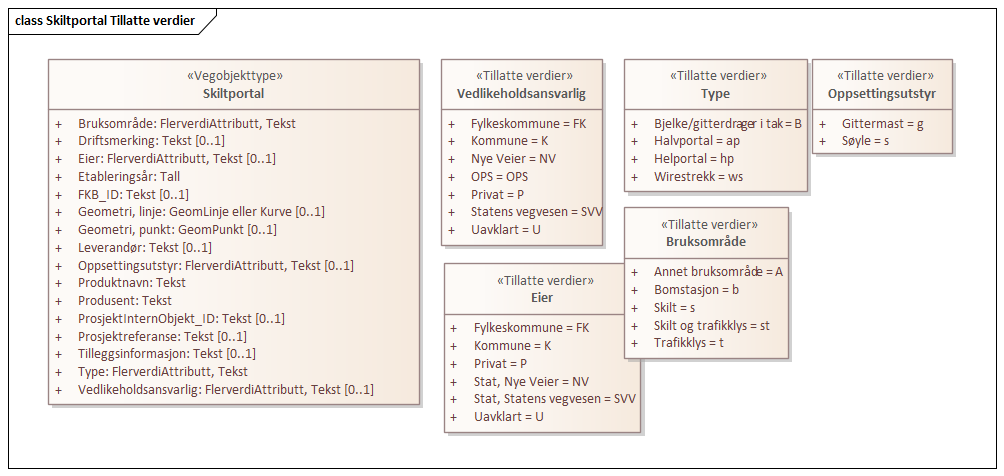 class Skiltportal Tillatte verdier
«Vegobjekttype»
Skiltportal
+ Bruksområde: FlerverdiAttributt, Tekst
+ Driftsmerking: Tekst [0..1]
+ Eier: FlerverdiAttributt, Tekst [0..1]
+ Etableringsår: Tall
+ FKB_ID: Tekst [0..1]
+ Geometri, linje: GeomLinje eller Kurve [0..1]
+ Geometri, punkt: GeomPunkt [0..1]
+ Leverandør: Tekst [0..1]
+ Oppsettingsutstyr: FlerverdiAttributt, Tekst [0..1]
+ Produktnavn: Tekst
+ Produsent: Tekst
+ ProsjektInternObjekt_ID: Tekst [0..1]
+ Prosjektreferanse: Tekst [0..1]
+ Tilleggsinformasjon: Tekst [0..1]
+ Type: FlerverdiAttributt, Tekst
+ Vedlikeholdsansvarlig: FlerverdiAttributt, Tekst [0..1]
«Tillatte verdier»
Vedlikeholdsansvarlig
+ Fylkeskommune = FK
+ Kommune = K
+ Nye Veier = NV
+ OPS = OPS
+ Privat = P
+ Statens vegvesen = SVV
+ Uavklart = U
«Tillatte verdier»
Eier
+ Fylkeskommune = FK
+ Kommune = K
+ Privat = P
+ Stat, Nye Veier = NV
+ Stat, Statens vegvesen = SVV
+ Uavklart = U
«Tillatte verdier»
Type
+ Bjelke/gitterdrager i tak = B
+ Halvportal = ap
+ Helportal = hp
+ Wirestrekk = ws
«Tillatte verdier»
Bruksområde
+ Annet bruksområde = A
+ Bomstasjon = b
+ Skilt = s
+ Skilt og trafikklys = st
+ Trafikklys = t
«Tillatte verdier»
Oppsettingsutstyr
+ Gittermast = g
+ Søyle = s